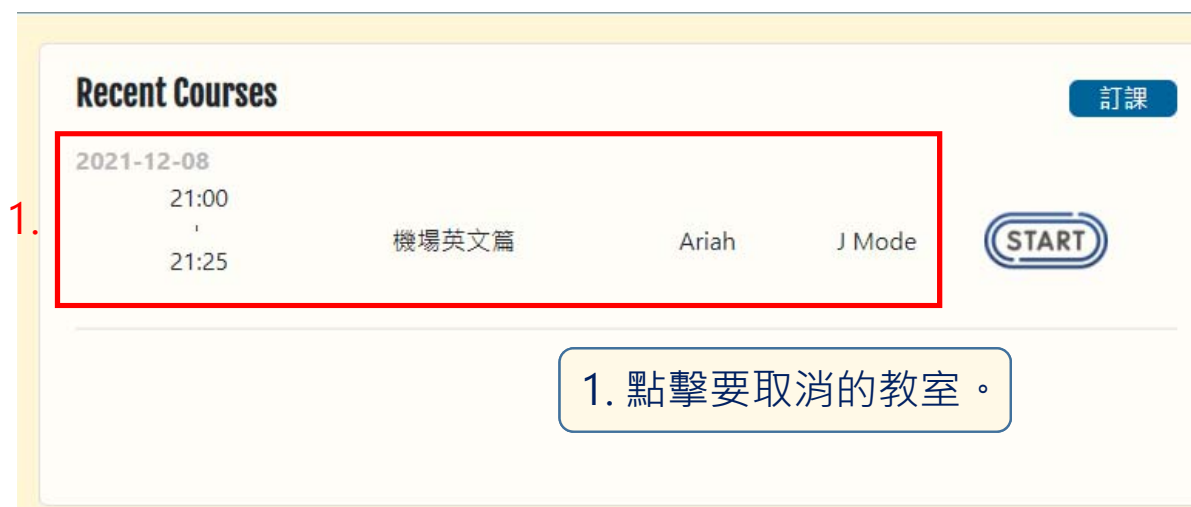 Recent Courses
訂課
2021-12-08
1.
21:00
-
21:25
機場英文篇
Ariah
J Mode
START
1. 點擊要取消的教室。